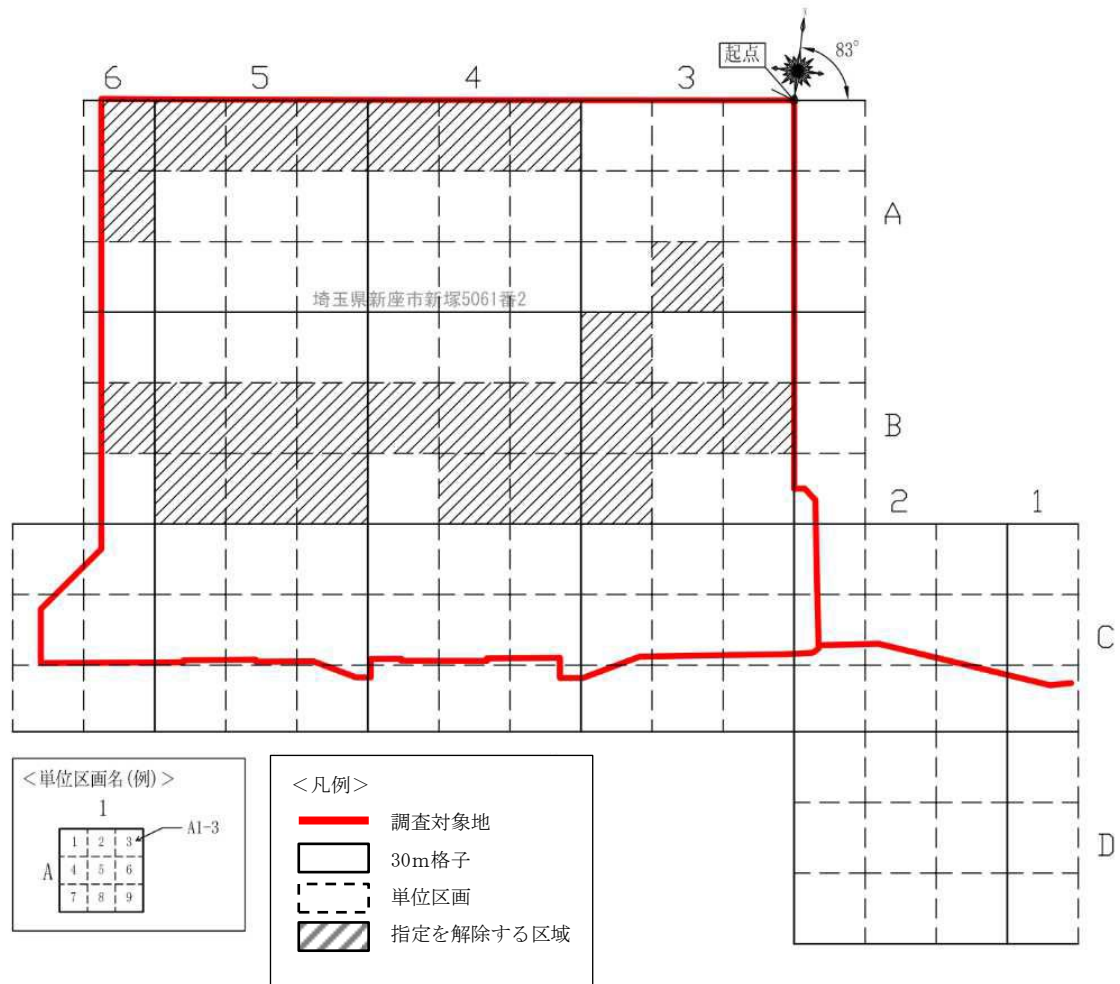 起点
83°
6
5
4
3
A
埼玉県新座市新塚5061番2
B
2
1
C
D
＜単位区画名(例)＞
1
A
1 2 3
4 5 6
7 8 9
A1-3
＜凡例＞
調査対象地
30m格子
単位区画
指定を解除する区域